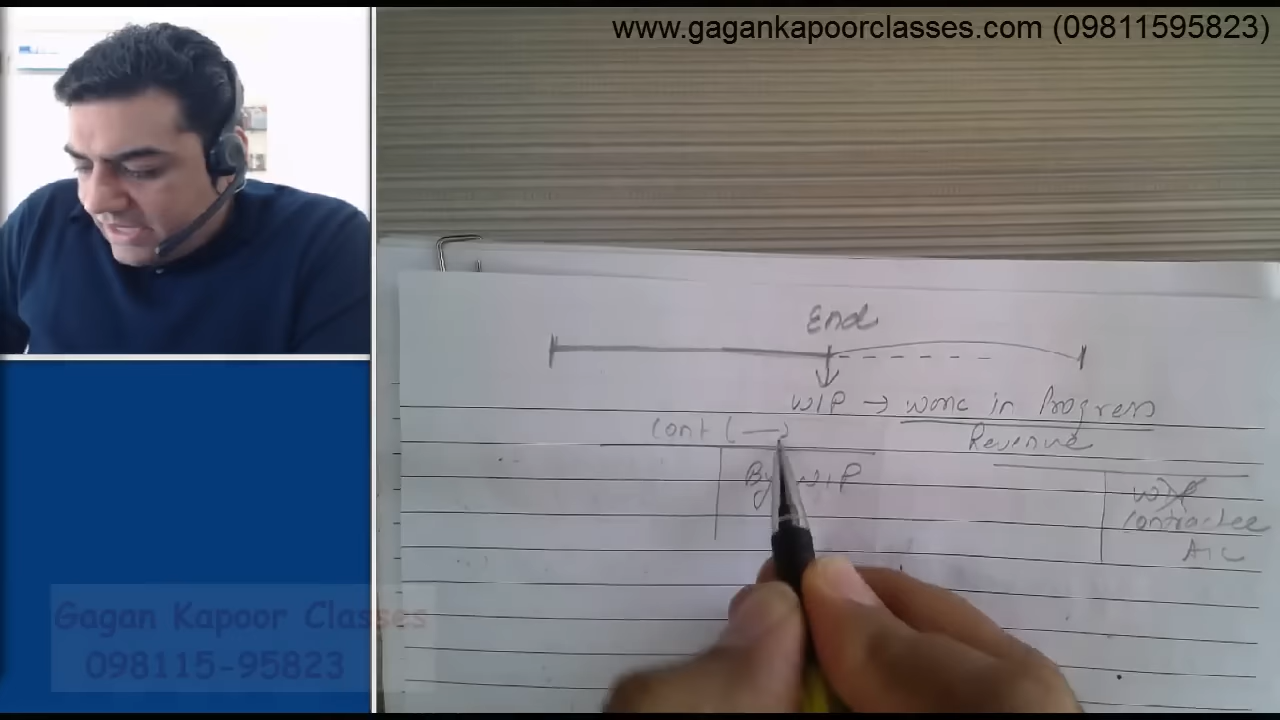 www.gagankapoorclasses.com (09811595823)
End
WIP → Work in Progress
Cont (—)
Revenue
By WIP
WIP
Contractee
A/c
Gagan Kapoor Classes
098115-95823